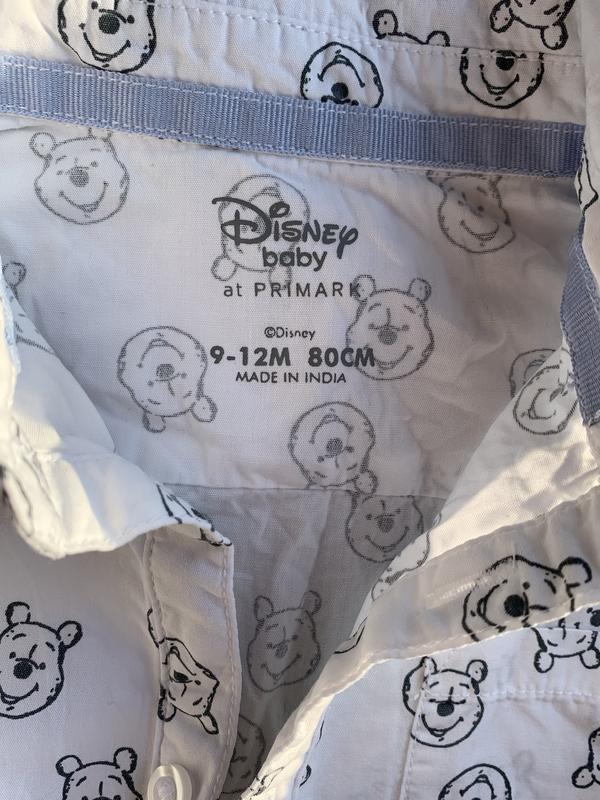 Disney
baby
at PRIMARK
©Disney
9-12M 80CM
MADE IN INDIA